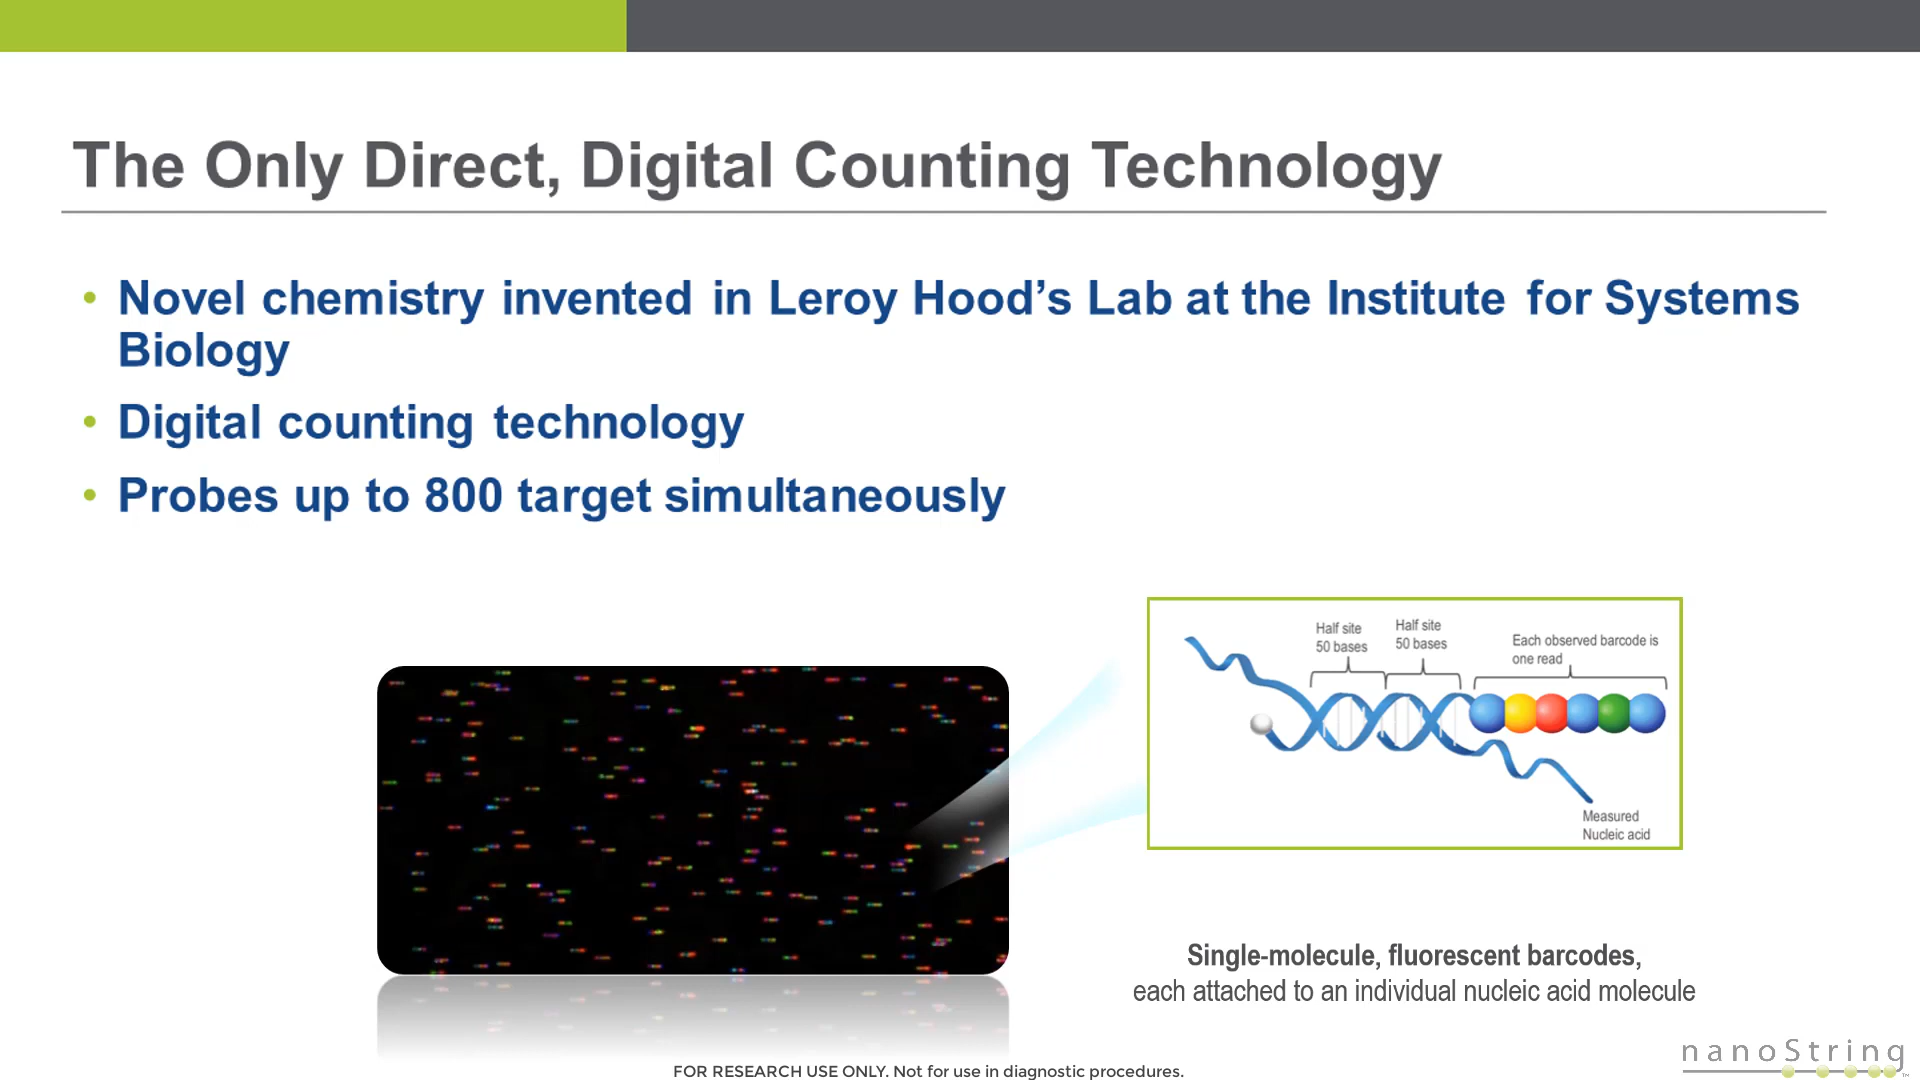 The Only Direct, Digital Counting Technology
• Novel chemistry invented in Leroy Hood’s Lab at the Institute for Systems
Biology
• Digital counting technology
• Probes up to 800 target simultaneously
Half site
50 bases
Half site
50 bases
Each observed barcode is
one read
Measured
Nucleic acid
Single-molecule, fluorescent barcodes,
each attached to an individual nucleic acid molecule
FOR RESEARCH USE ONLY. Not for use in diagnostic procedures.
nanoString™